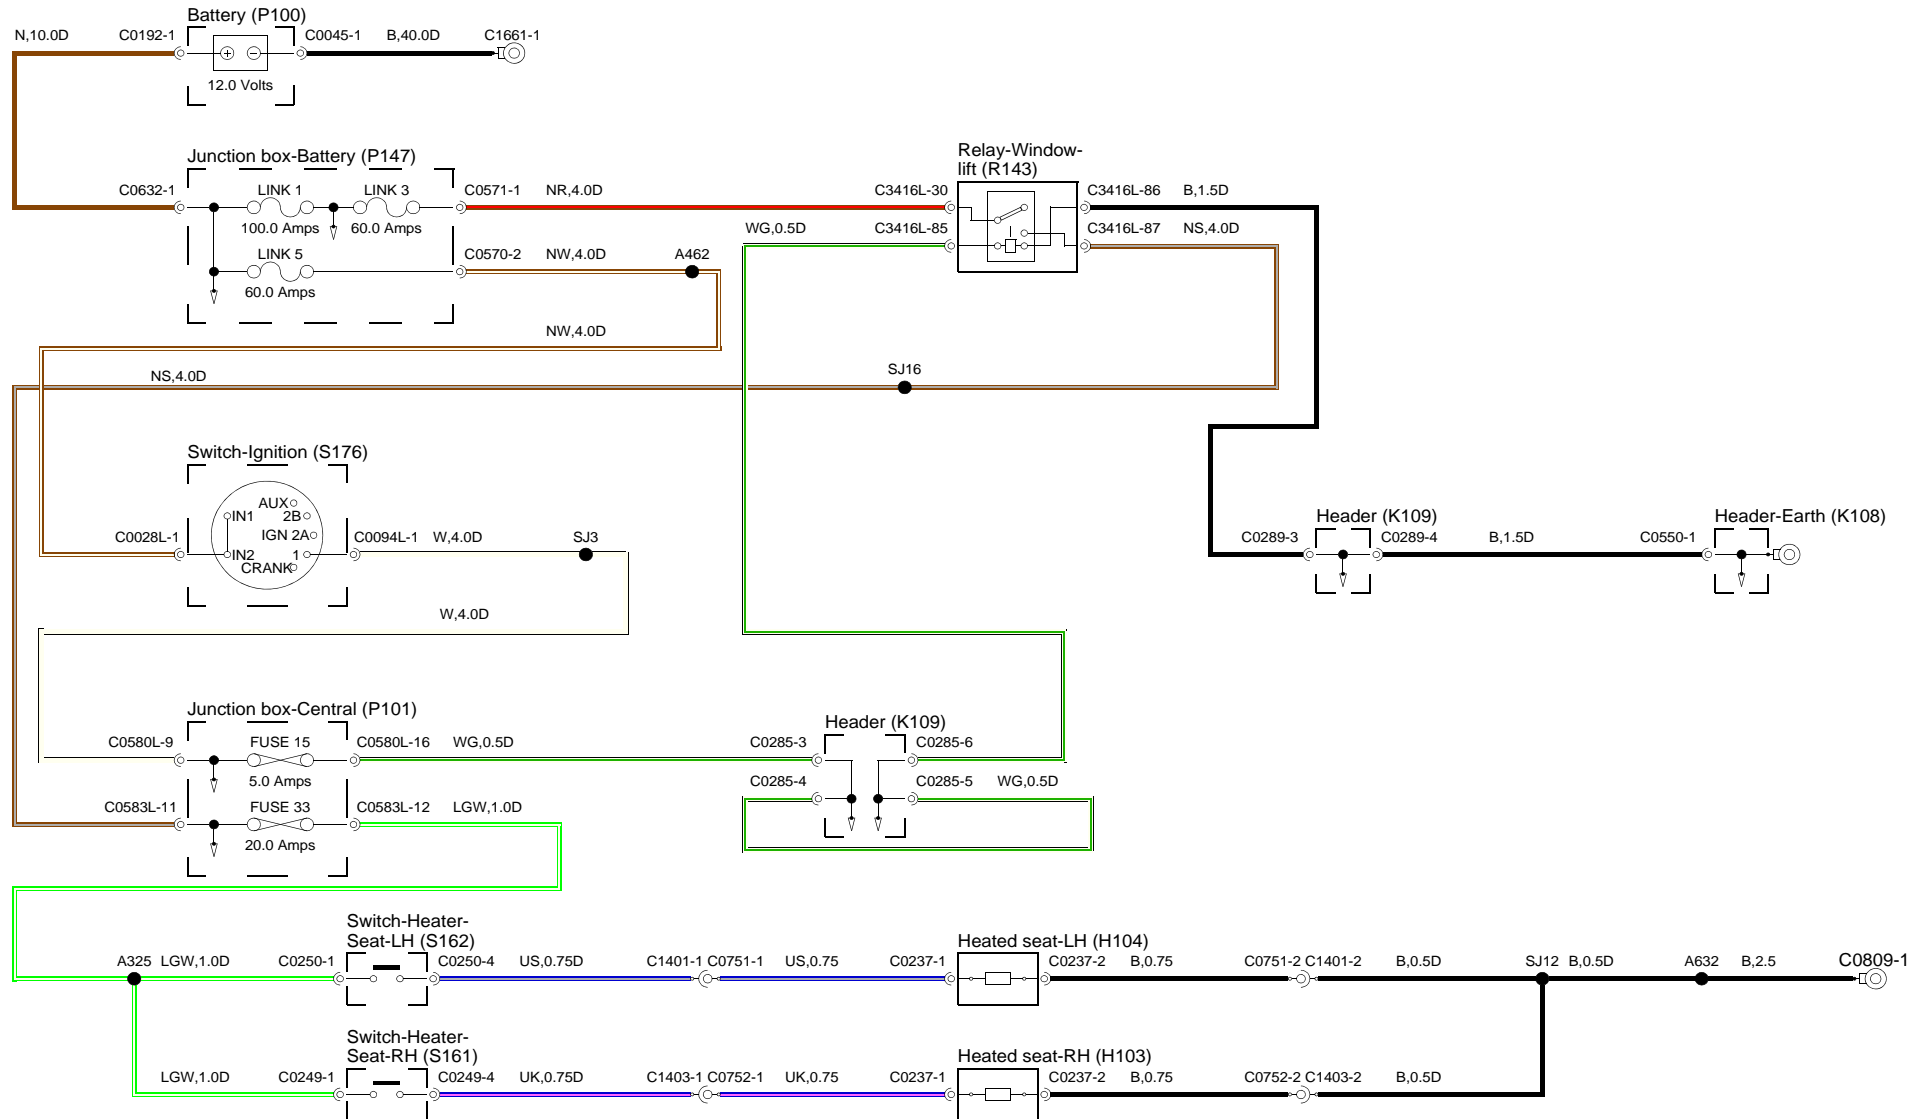 Battery (P100)
N,10.0D C0192-1 C0045-1 B,40.0D C1661-1
12.0 Volts
Junction box-Battery (P147)
Relay-Window-
lift (R143)
C0632-1 LINK 1 LINK 3 C0571-1 NR,4.0D C3416L-30 C3416L-86 B,1.5D
100.0 Amps 60.0 Amps WG,0.5D C3416L-85 C3416L-87 NS,4.0D
LINK 5 C0570-2 NW,4.0D A462
60.0 Amps
NW,4.0D
NS,4.0D SJ16
Switch-Ignition (S176)
AUX
IN1 2B
IGN 2A
C0028L-1 IN2 1 C0094L-1 W,4.0D SJ3
CRANK
Header (K109) Header-Earth (K108)
C0289-3 C0289-4 B,1.5D C0550-1
W,4.0D
Junction box-Central (P101)
Header (K109)
C0580L-9 FUSE 15 C0580L-16 WG,0.5D C0285-3 C0285-6
5.0 Amps C0285-4 C0285-5 WG,0.5D
C0583L-11 FUSE 33 C0583L-12 LGW,1.0D
20.0 Amps
Switch-Heater-
Seat-LH (S162) Heated seat-LH (H104)
A325 LGW,1.0D C0250-1 C0250-4 US,0.75D C1401-1 C0751-1 US,0.75 C0237-1 C0237-2 B,0.75 C0751-2 C1401-2 B,0.5D SJ12 B,0.5D A632 B,2.5 C0809-1
Switch-Heater-
Seat-RH (S161) Heated seat-RH (H103)
LGW,1.0D C0249-1 C0249-4 UK,0.75D C1403-1 C0752-1 UK,0.75 C0237-1 C0237-2 B,0.75 C0752-2 C1403-2 B,0.5D